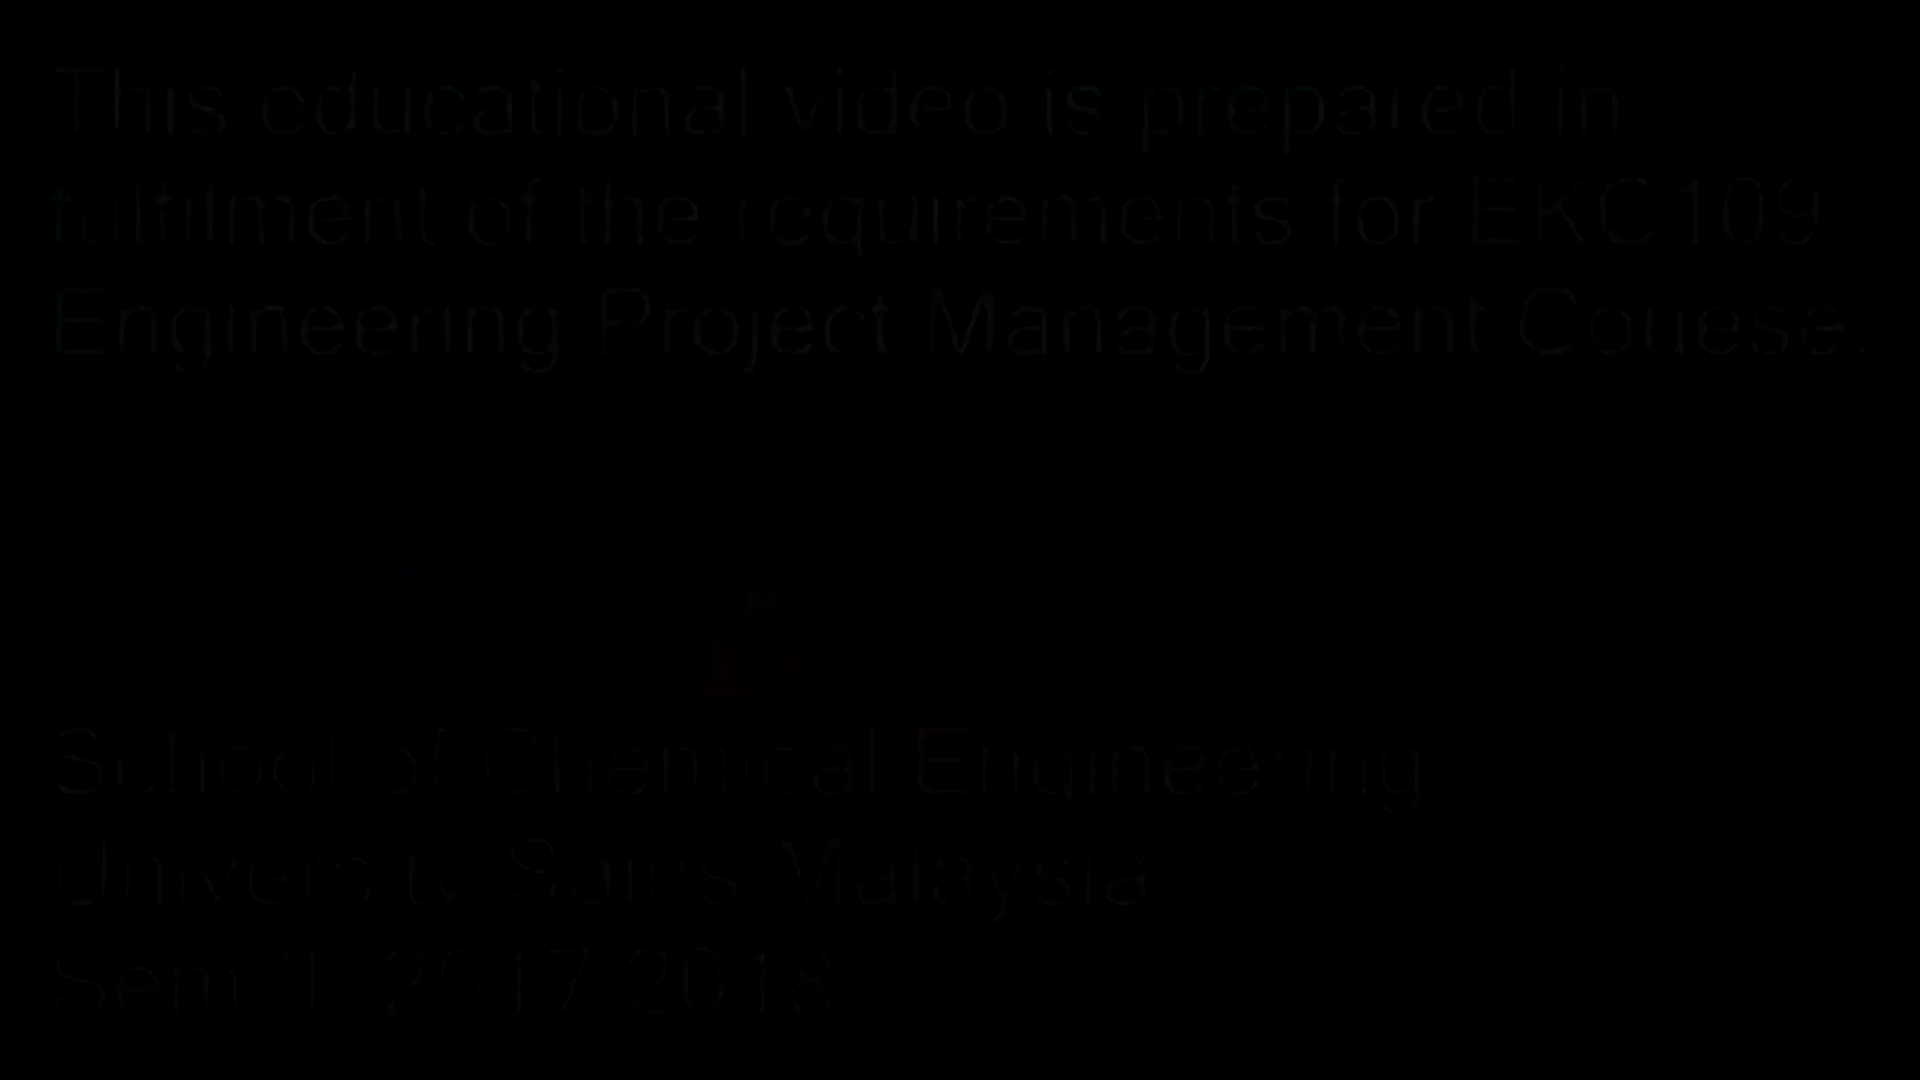 This educational video is prepared in
fulfilment of the requirements for EKC109
Engineering Project Management Couese.
School of Chemical Engineering
University Sains Malaysia
Sem 1 2017 2018